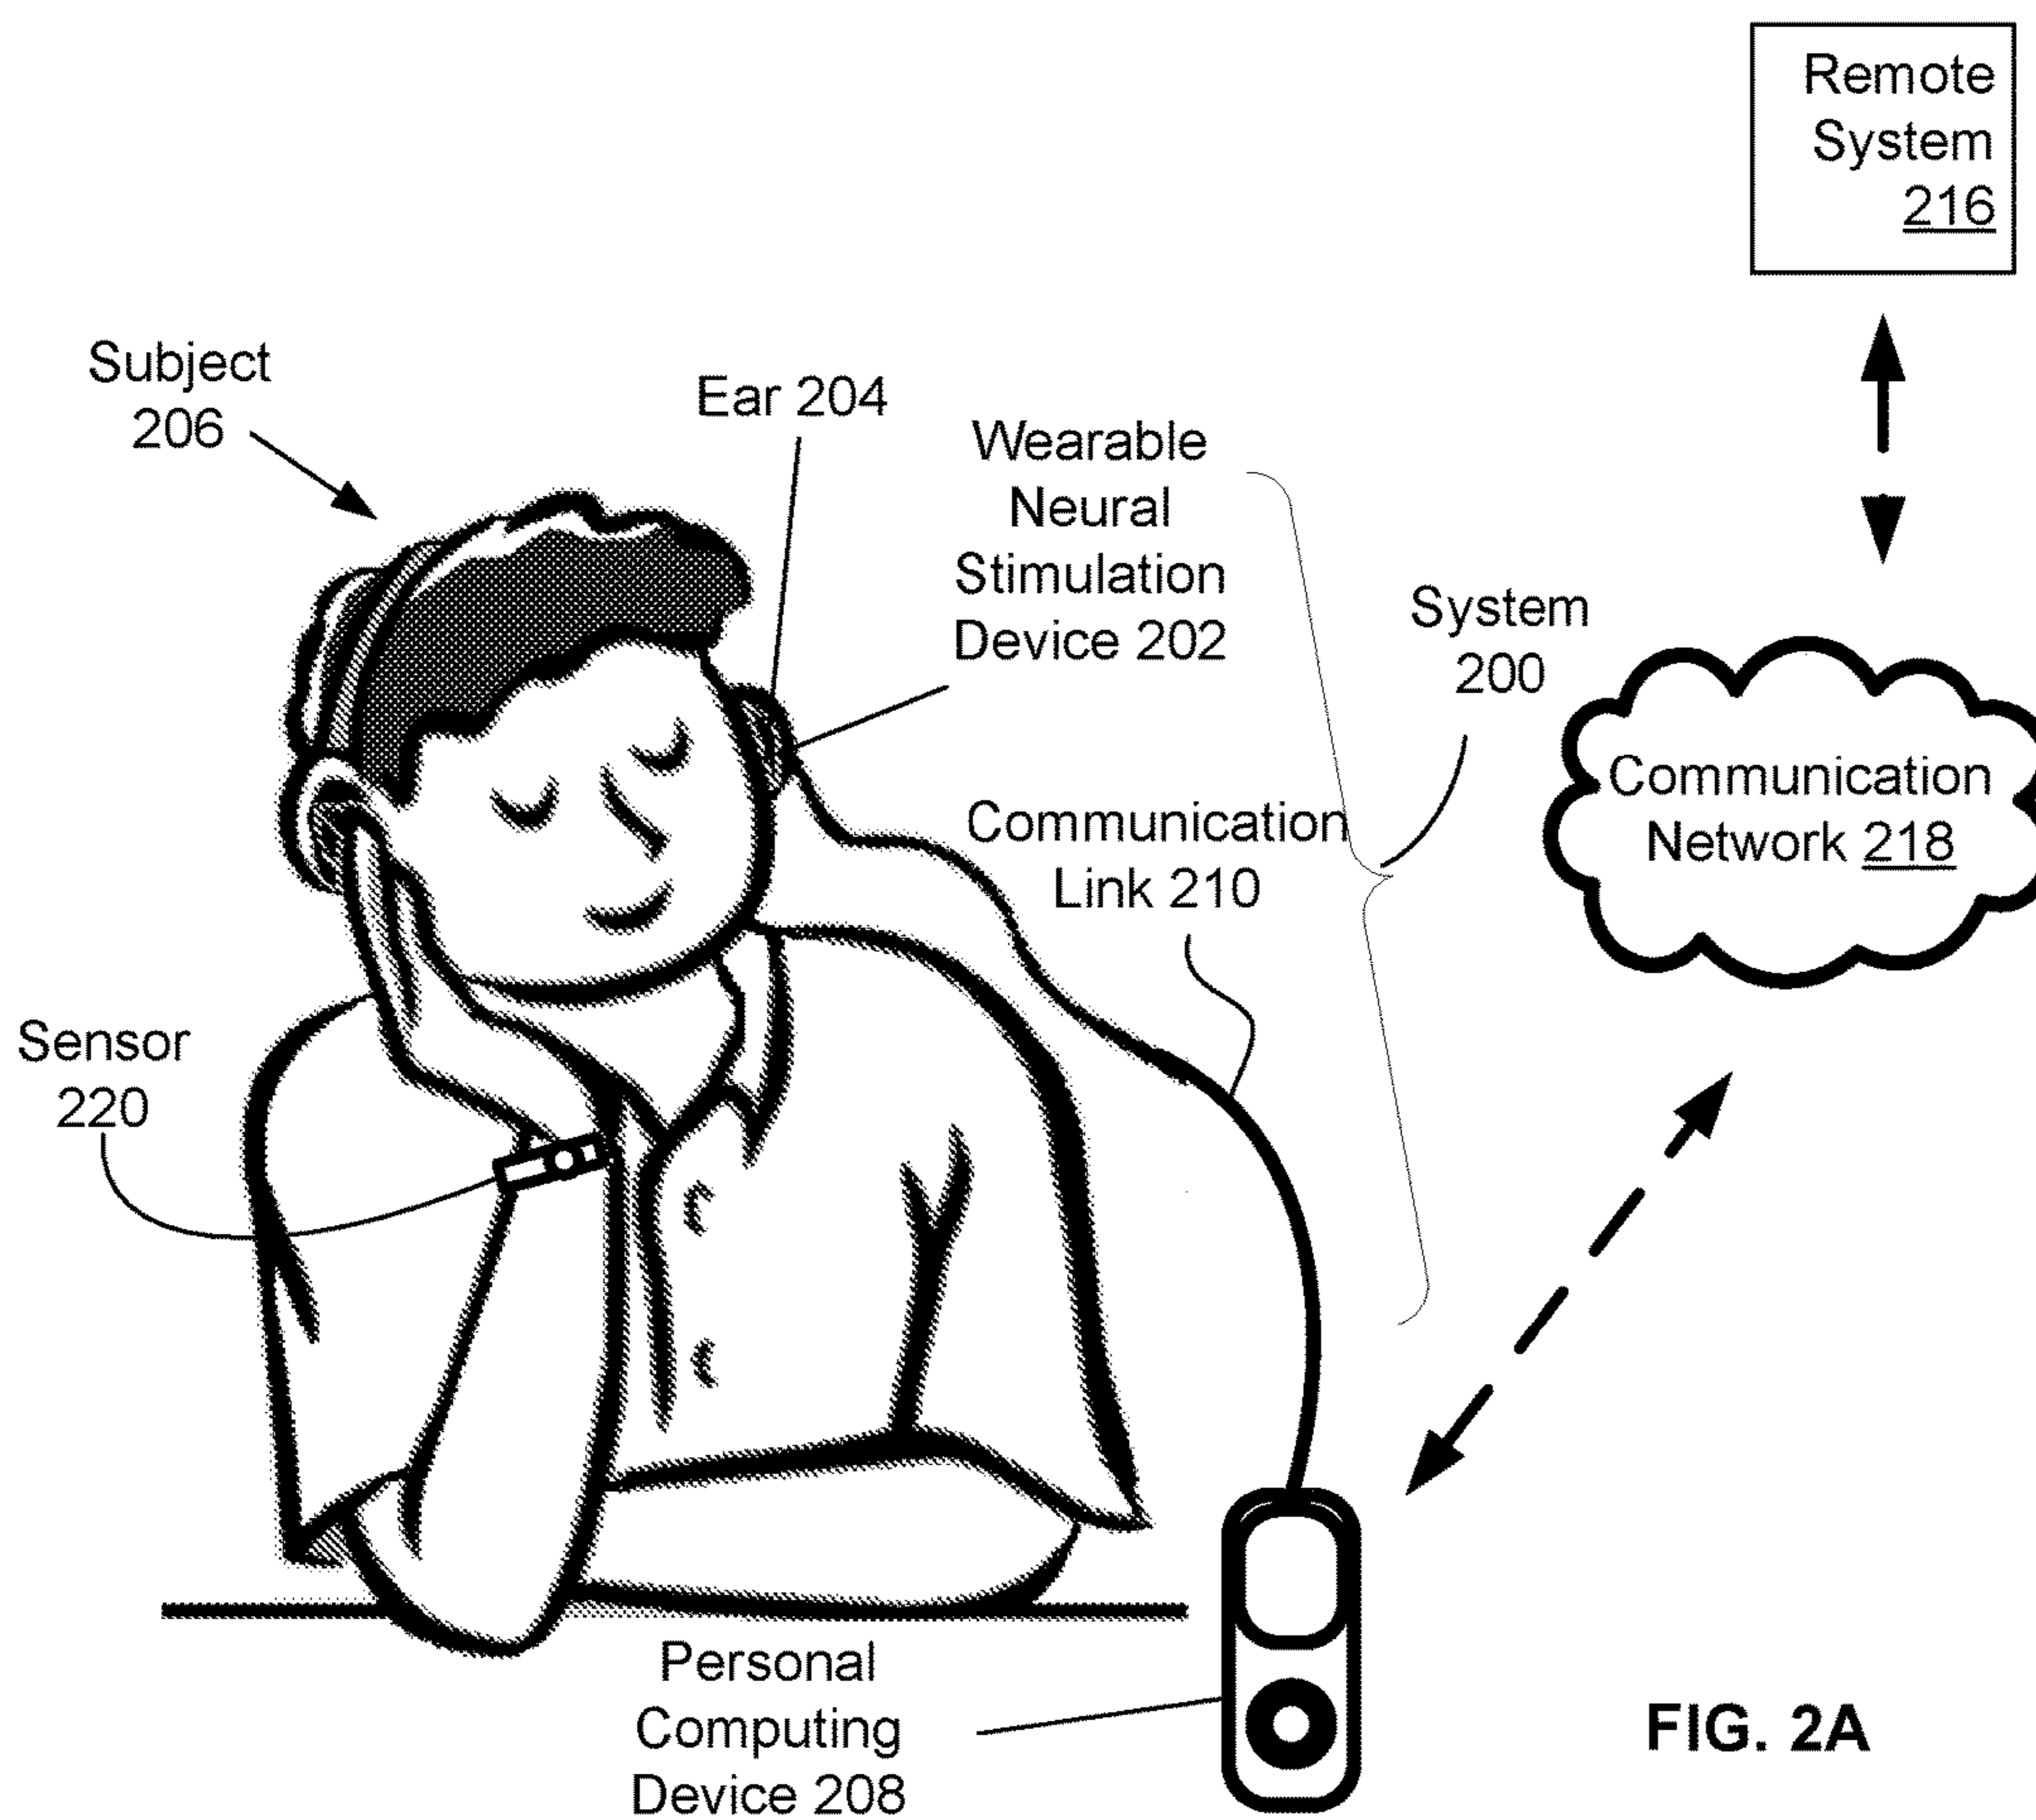 Remote
System
216
Subject
206
Ear 204
Wearable
Neural
Stimulation
Device 202
System
200
Communication
Network 218
Communication
Link 210
Sensor
220
Personal
Computing
Device 208
FIG. 2A